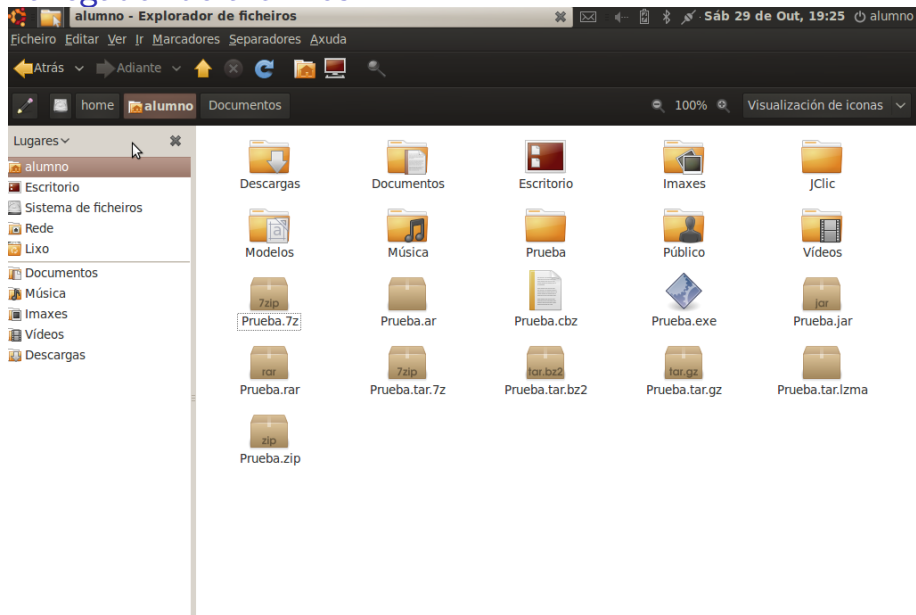 alumno - Explorador de ficheiros
Sáb 29 de Out, 19:25 alumno
Ficheiro Editar Ver Ir Marcadores Separadores Axuda
Atrás Adiante
home alumno Documentos 100% Visualización de iconas
Lugares
alumno
Escritorio
Sistema de ficheiros
Rede
Lixo
Documentos
Música
Imaxes
Vídeos
Descargas
Descargas Documentos Escritorio Imaxes JClic
Modelos Música Prueba Público Vídeos
7zip jar
Prueba.7z Prueba.ar Prueba.cbz Prueba.exe Prueba.jar
rar 7zip tar.bz2 tar.gz
Prueba.rar Prueba.tar.7z Prueba.tar.bz2 Prueba.tar.gz Prueba.tar.lzma
zip
Prueba.zip